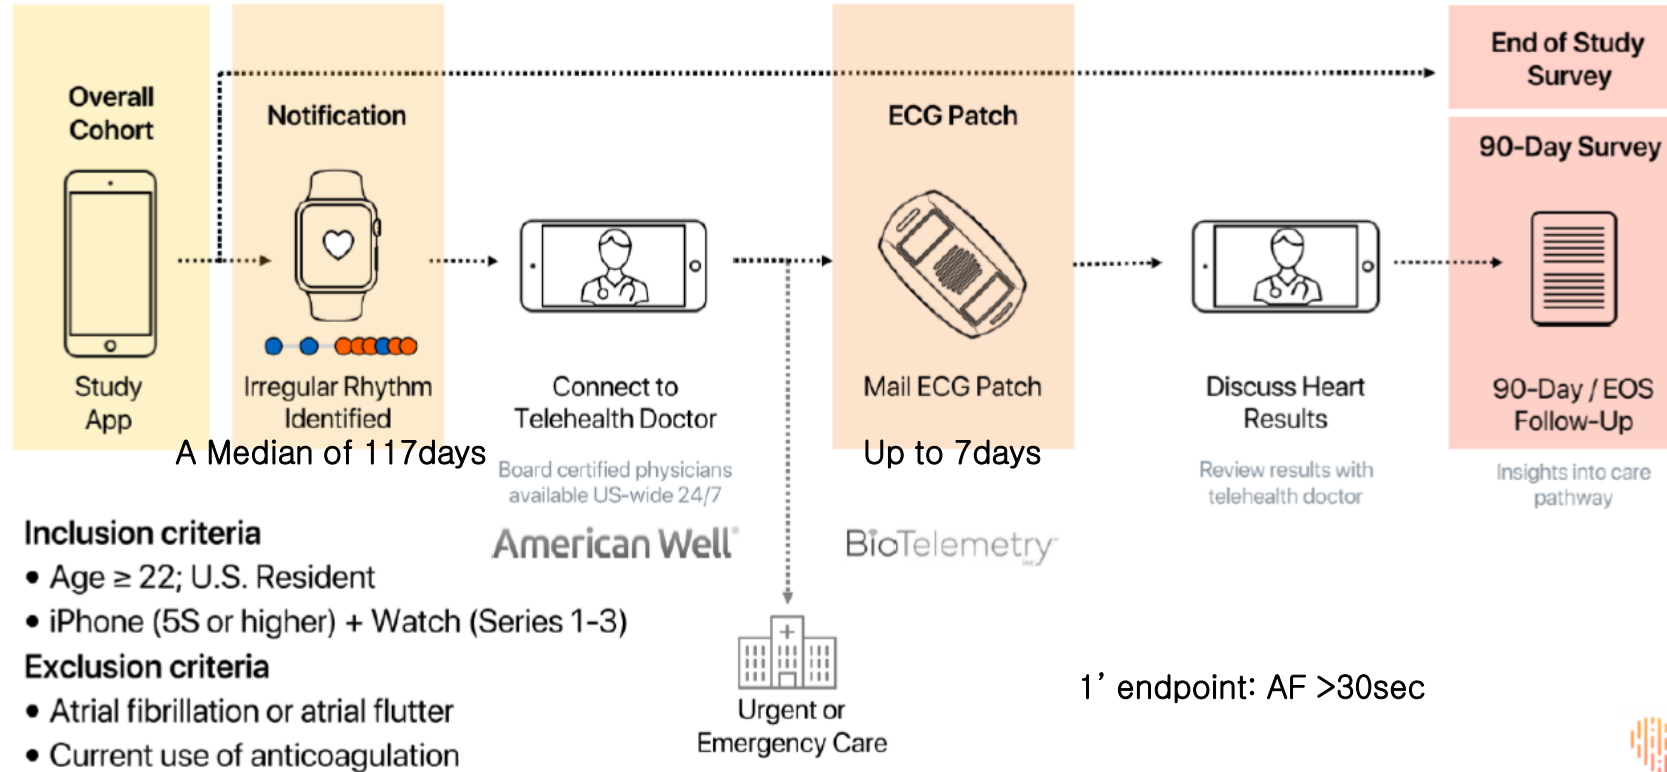 Overall
Cohort
Study
App
Notification
Irregular Rhythm
Identified
A Median of 117days
Connect to
Telehealth Doctor
Board certified physicians
available US-wide 24/7
American Well®
ECG Patch
Mail ECG Patch
Up to 7days
BioTelemetry
Discuss Heart
Results
Review results with
telehealth doctor
End of Study
Survey
90-Day Survey
90-Day / EOS
Follow-Up
Insights into care
pathway
Urgent or
Emergency Care
Inclusion criteria
• Age ≥ 22; U.S. Resident
• iPhone (5S or higher) + Watch (Series 1-3)
Exclusion criteria
• Atrial fibrillation or atrial flutter
• Current use of anticoagulation
1’ endpoint: AF >30sec